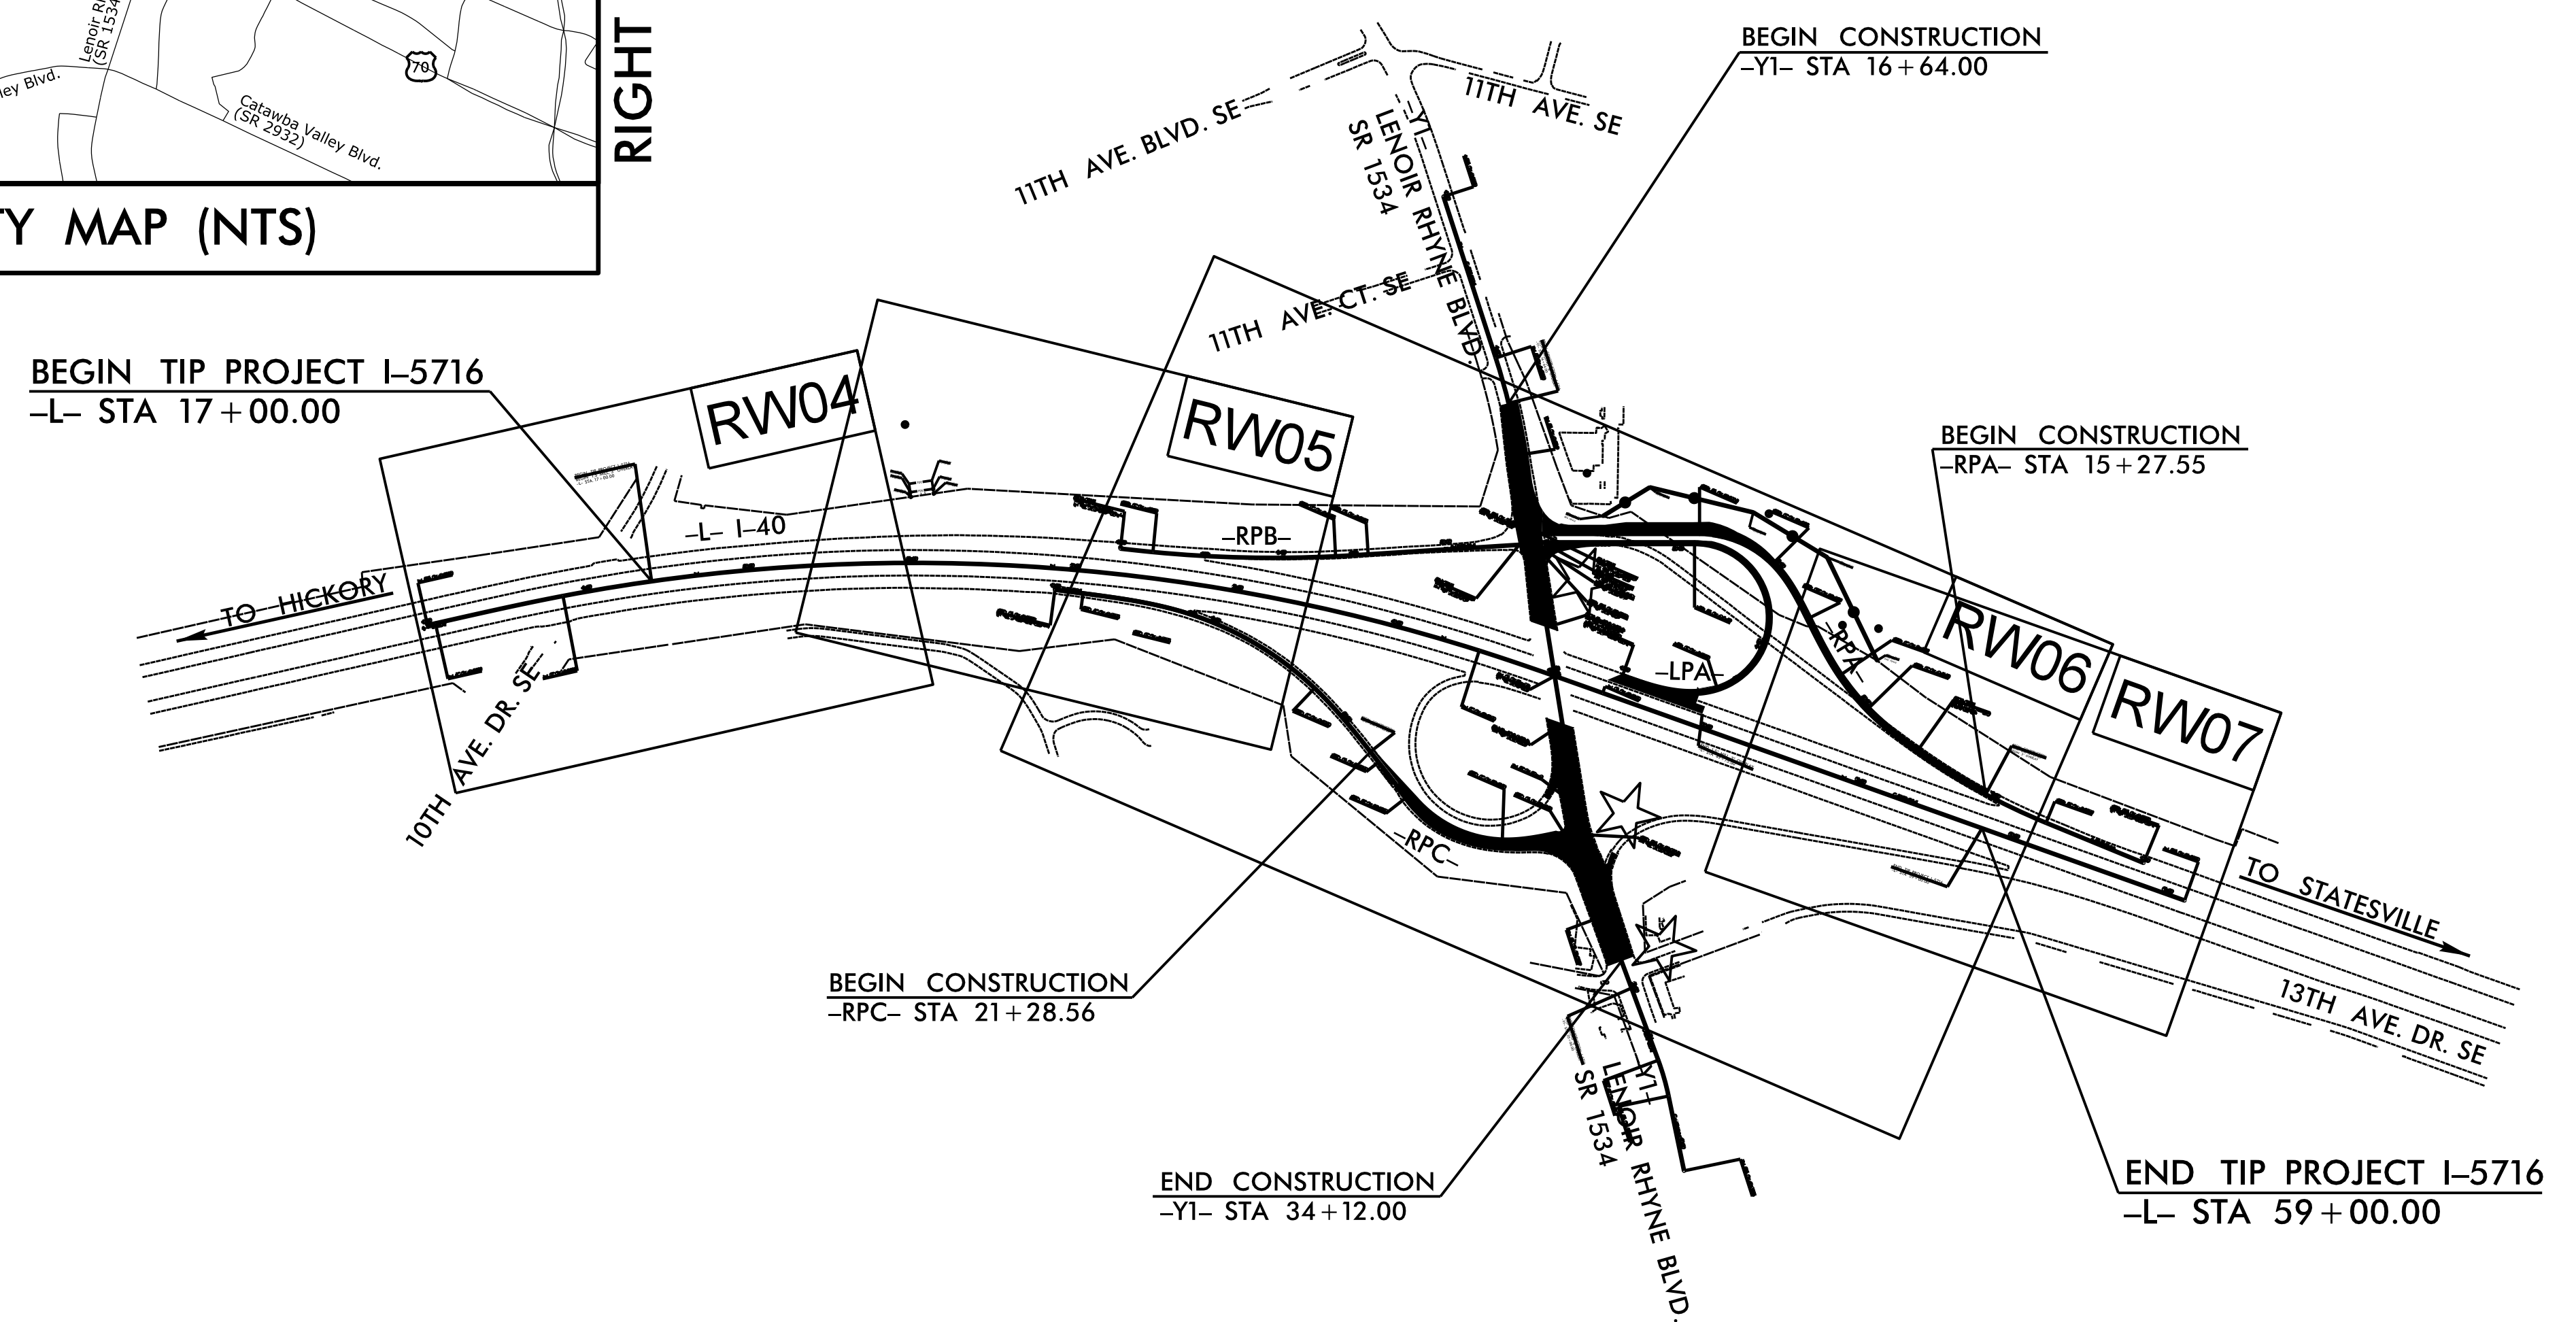 Lenoir
(SR 1534
ley Blvd.
70
Catawba Valley Blvd.
(SR 2932)
RIGHT
TY MAP (NTS)
BEGIN CONSTRUCTION
–Y1– STA 16+64.00
11TH AVE. BLVD. SE
11TH AVE. SE
–Y1–
LENOIR RHYNE BLVD.
SR 1534
11TH AVE. CT. SE
BEGIN TIP PROJECT I–5716
–L– STA 17+00.00
RW04
RW05
BEGIN CONSTRUCTION
–RPA– STA 15+27.55
–L– I–40
–RPB–
TO HICKORY
–RPA–
RW06
–LPA–
RW07
10TH AVE. DR. SE
–RPC–
TO STATESVILLE
BEGIN CONSTRUCTION
–RPC– STA 21+28.56
13TH AVE. DR. SE
–Y1–
LENOIR RHYNE BLVD.
SR 1534
END CONSTRUCTION
–Y1– STA 34+12.00
END TIP PROJECT I–5716
–L– STA 59+00.00